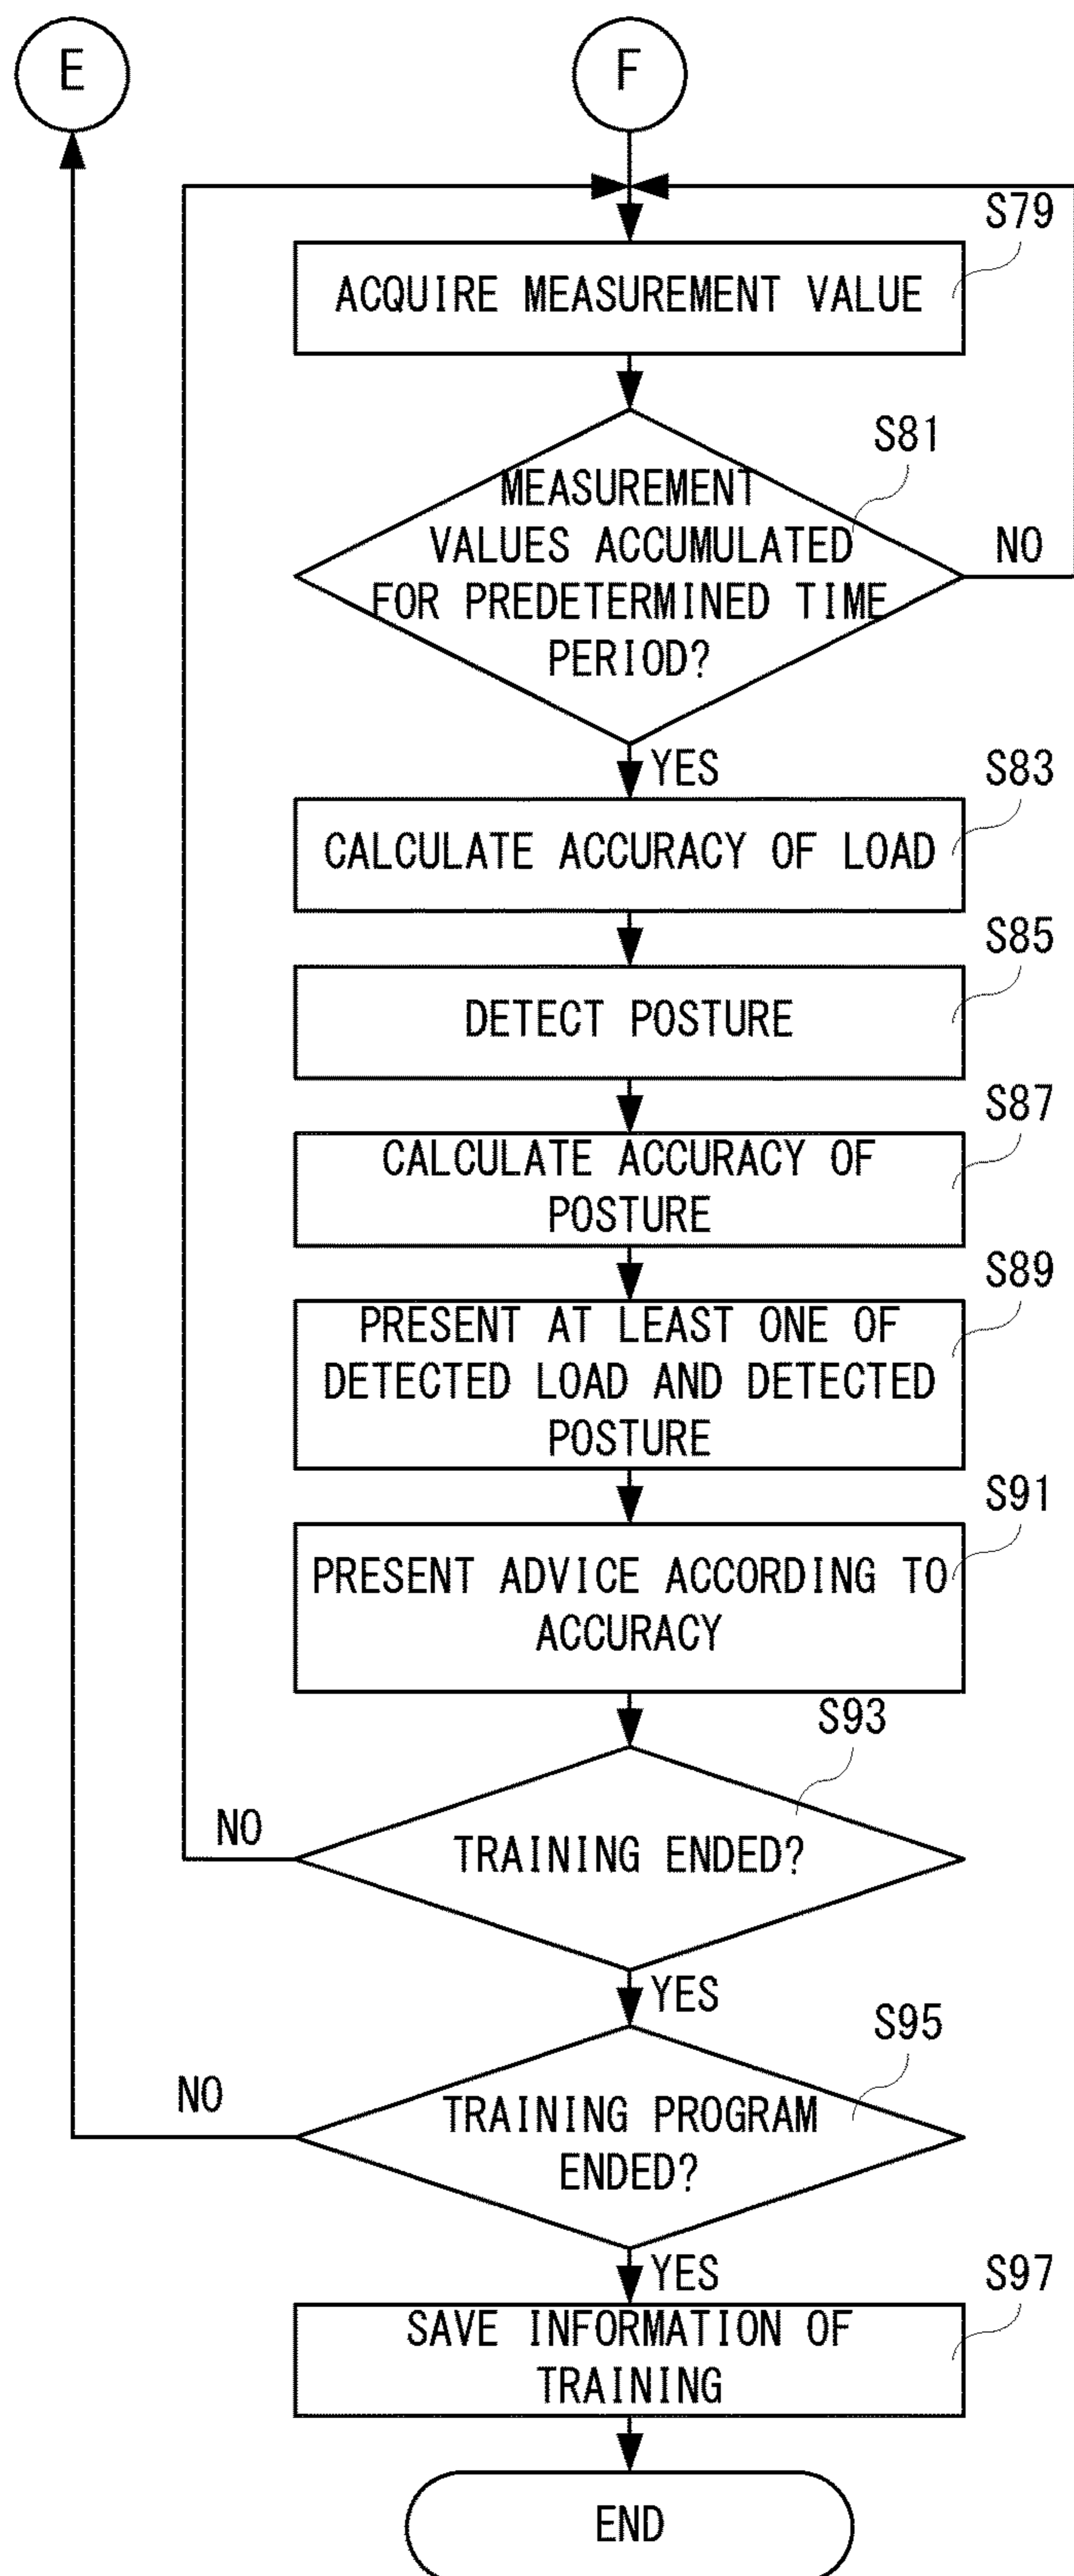 E
F
S79
ACQUIRE MEASUREMENT VALUE
S81
MEASUREMENT
VALUES ACCUMULATED
FOR PREDETERMINED TIME
PERIOD?
NO
YES
S83
CALCULATE ACCURACY OF LOAD
S85
DETECT POSTURE
S87
CALCULATE ACCURACY OF
POSTURE
S89
PRESENT AT LEAST ONE OF
DETECTED LOAD AND DETECTED
POSTURE
S91
PRESENT ADVICE ACCORDING TO
ACCURACY
S93
NO
TRAINING ENDED?
YES
S95
NO
TRAINING PROGRAM
ENDED?
YES
S97
SAVE INFORMATION OF
TRAINING
END